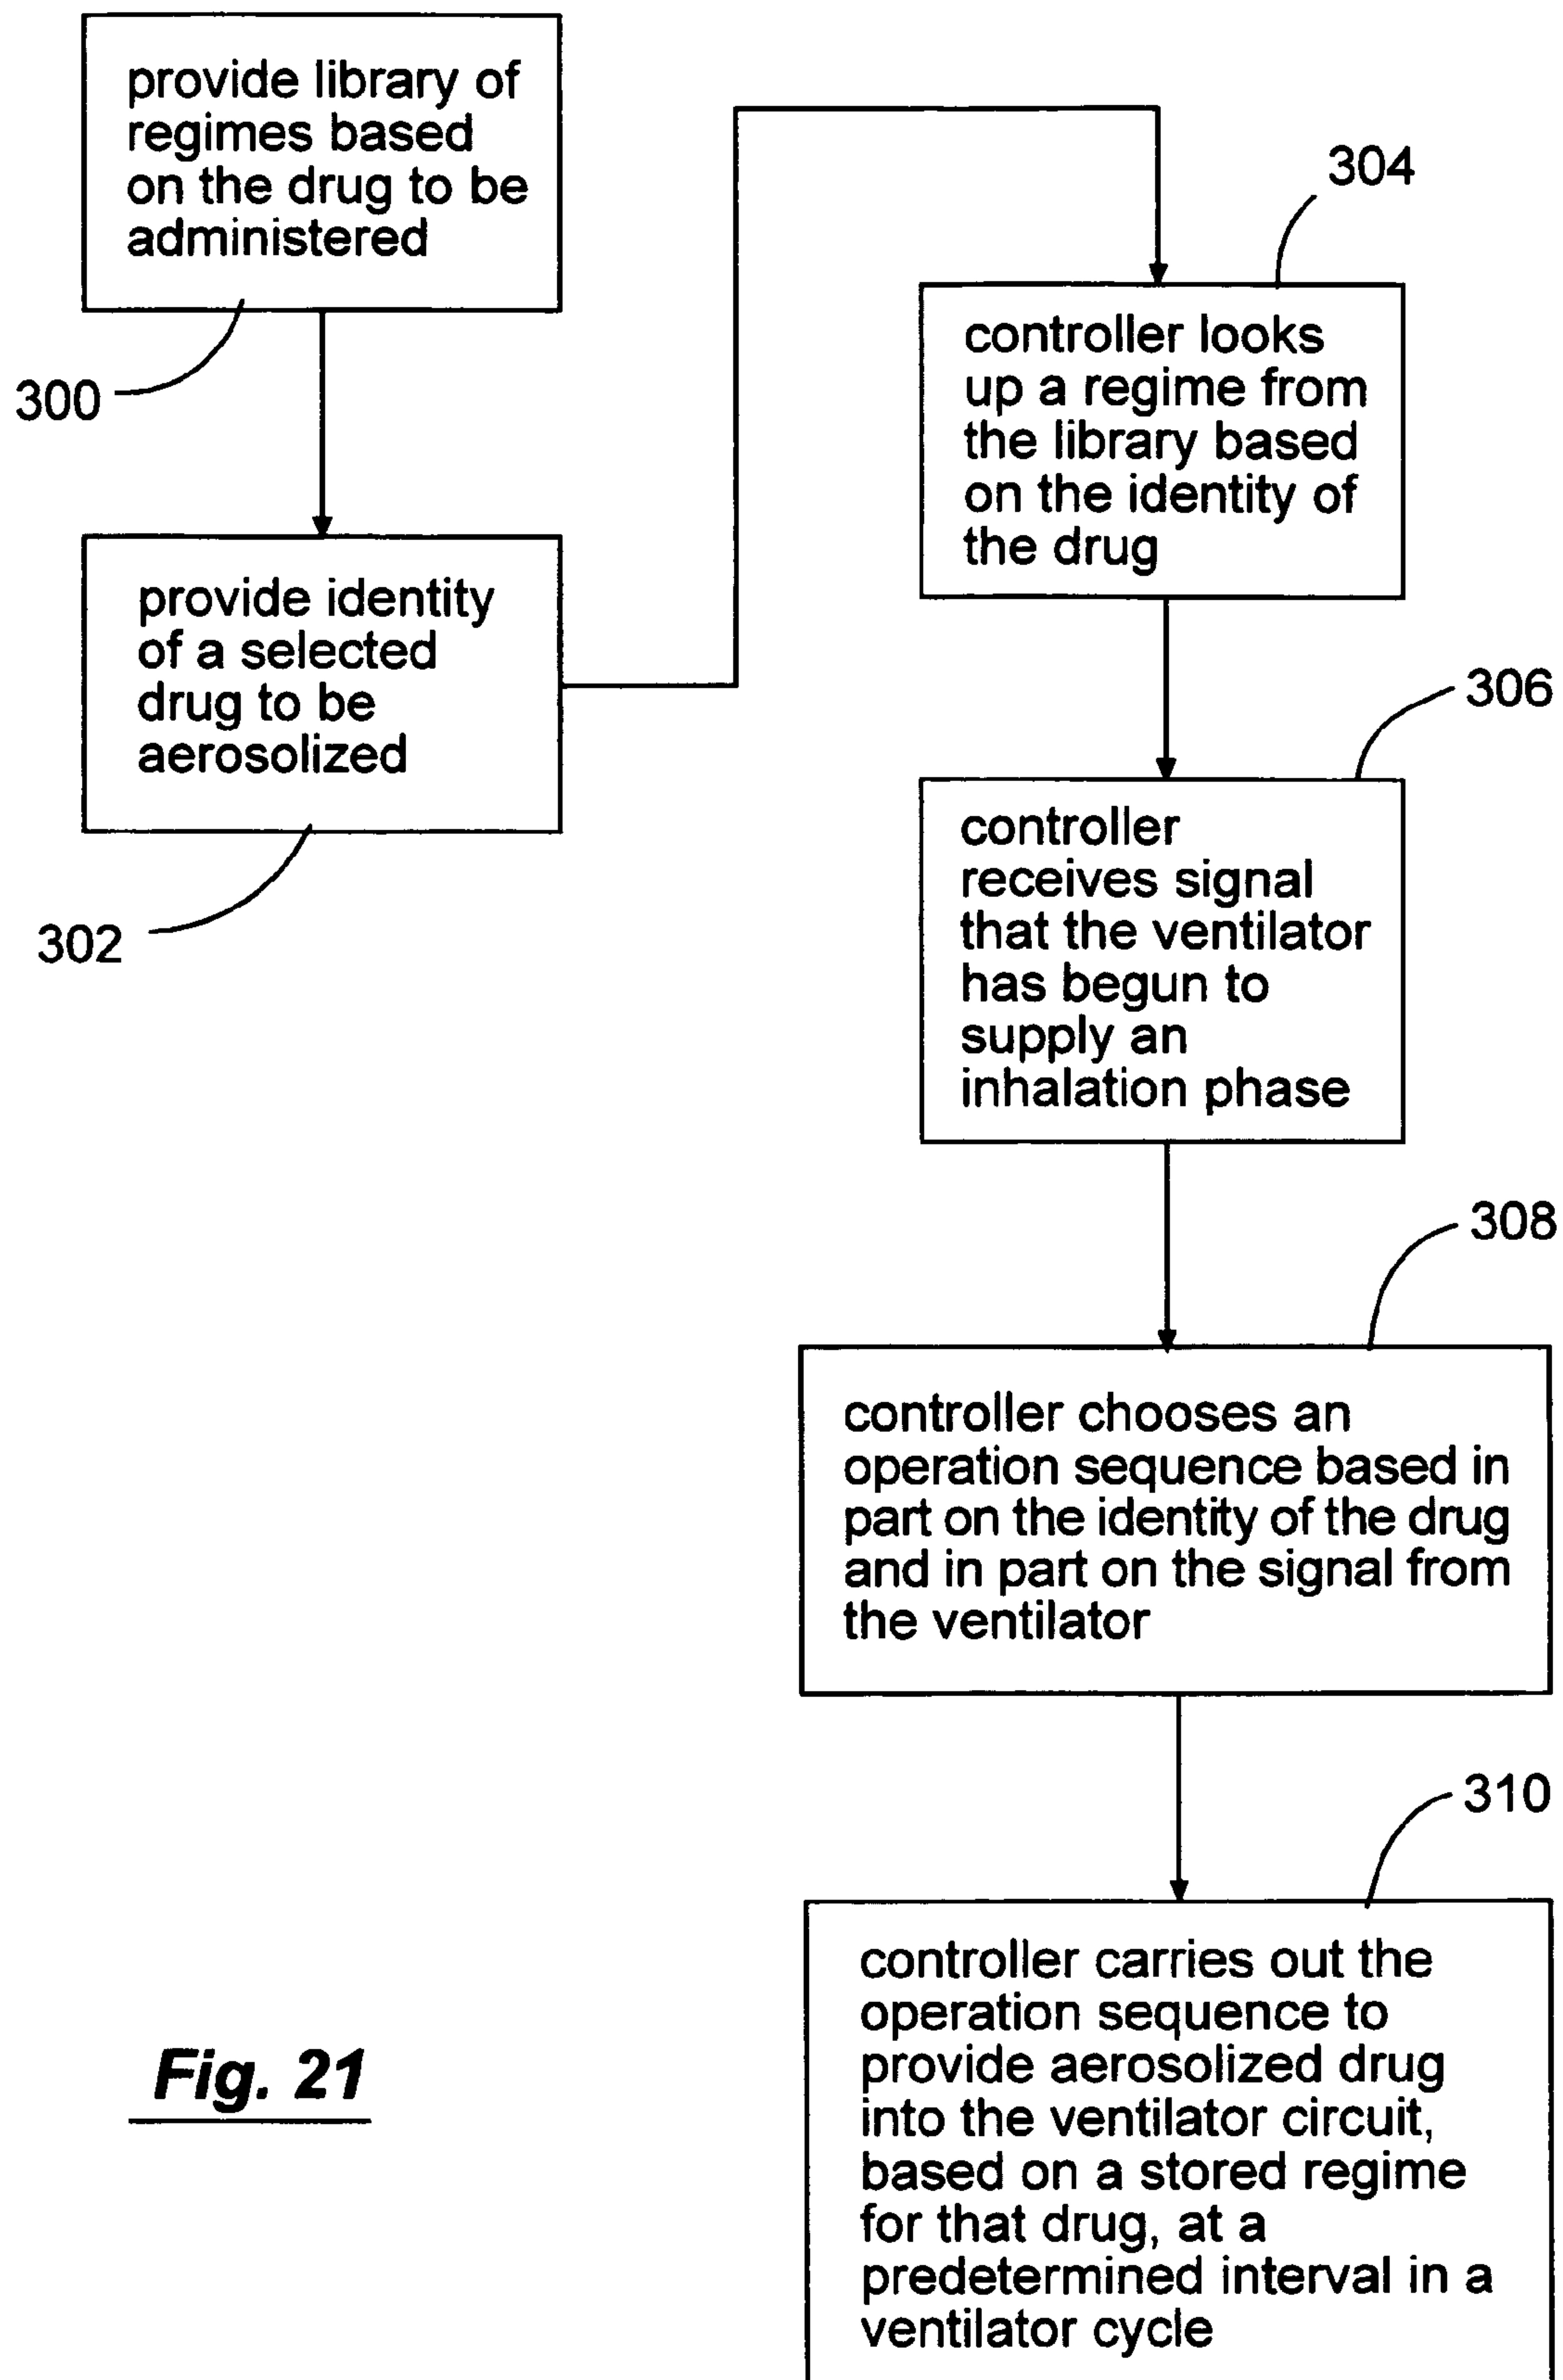 provide library of
regimes based
on the drug to be
administered
300
provide identity
of a selected
drug to be
aerosolized
302
304
controller looks
up a regime from
the library based
on the identity of
the drug
306
controller
receives signal
that the ventilator
has begun to
supply an
inhalation phase
308
controller chooses an
operation sequence based in
part on the identity of the drug
and in part on the signal from
the ventilator
310
controller carries out the
operation sequence to
provide aerosolized drug
into the ventilator circuit,
based on a stored regime
for that drug, at a
predetermined interval in a
ventilator cycle
Fig. 21